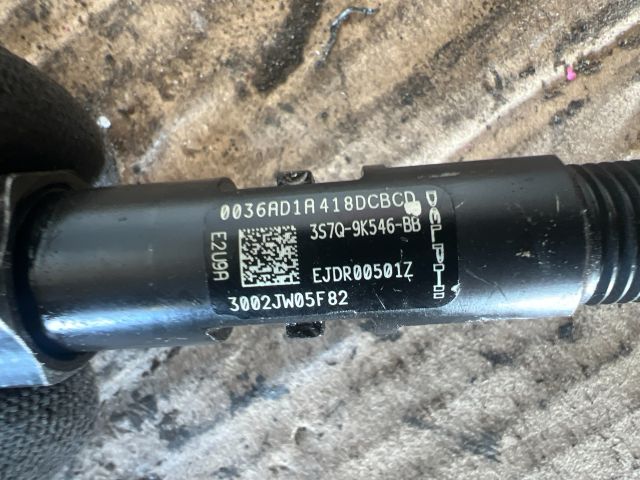 0036AD1A418DCBCD
3S7Q-9K546-BB
E2U9A
EJDR00501Z
3002JW05F82
DELPHI